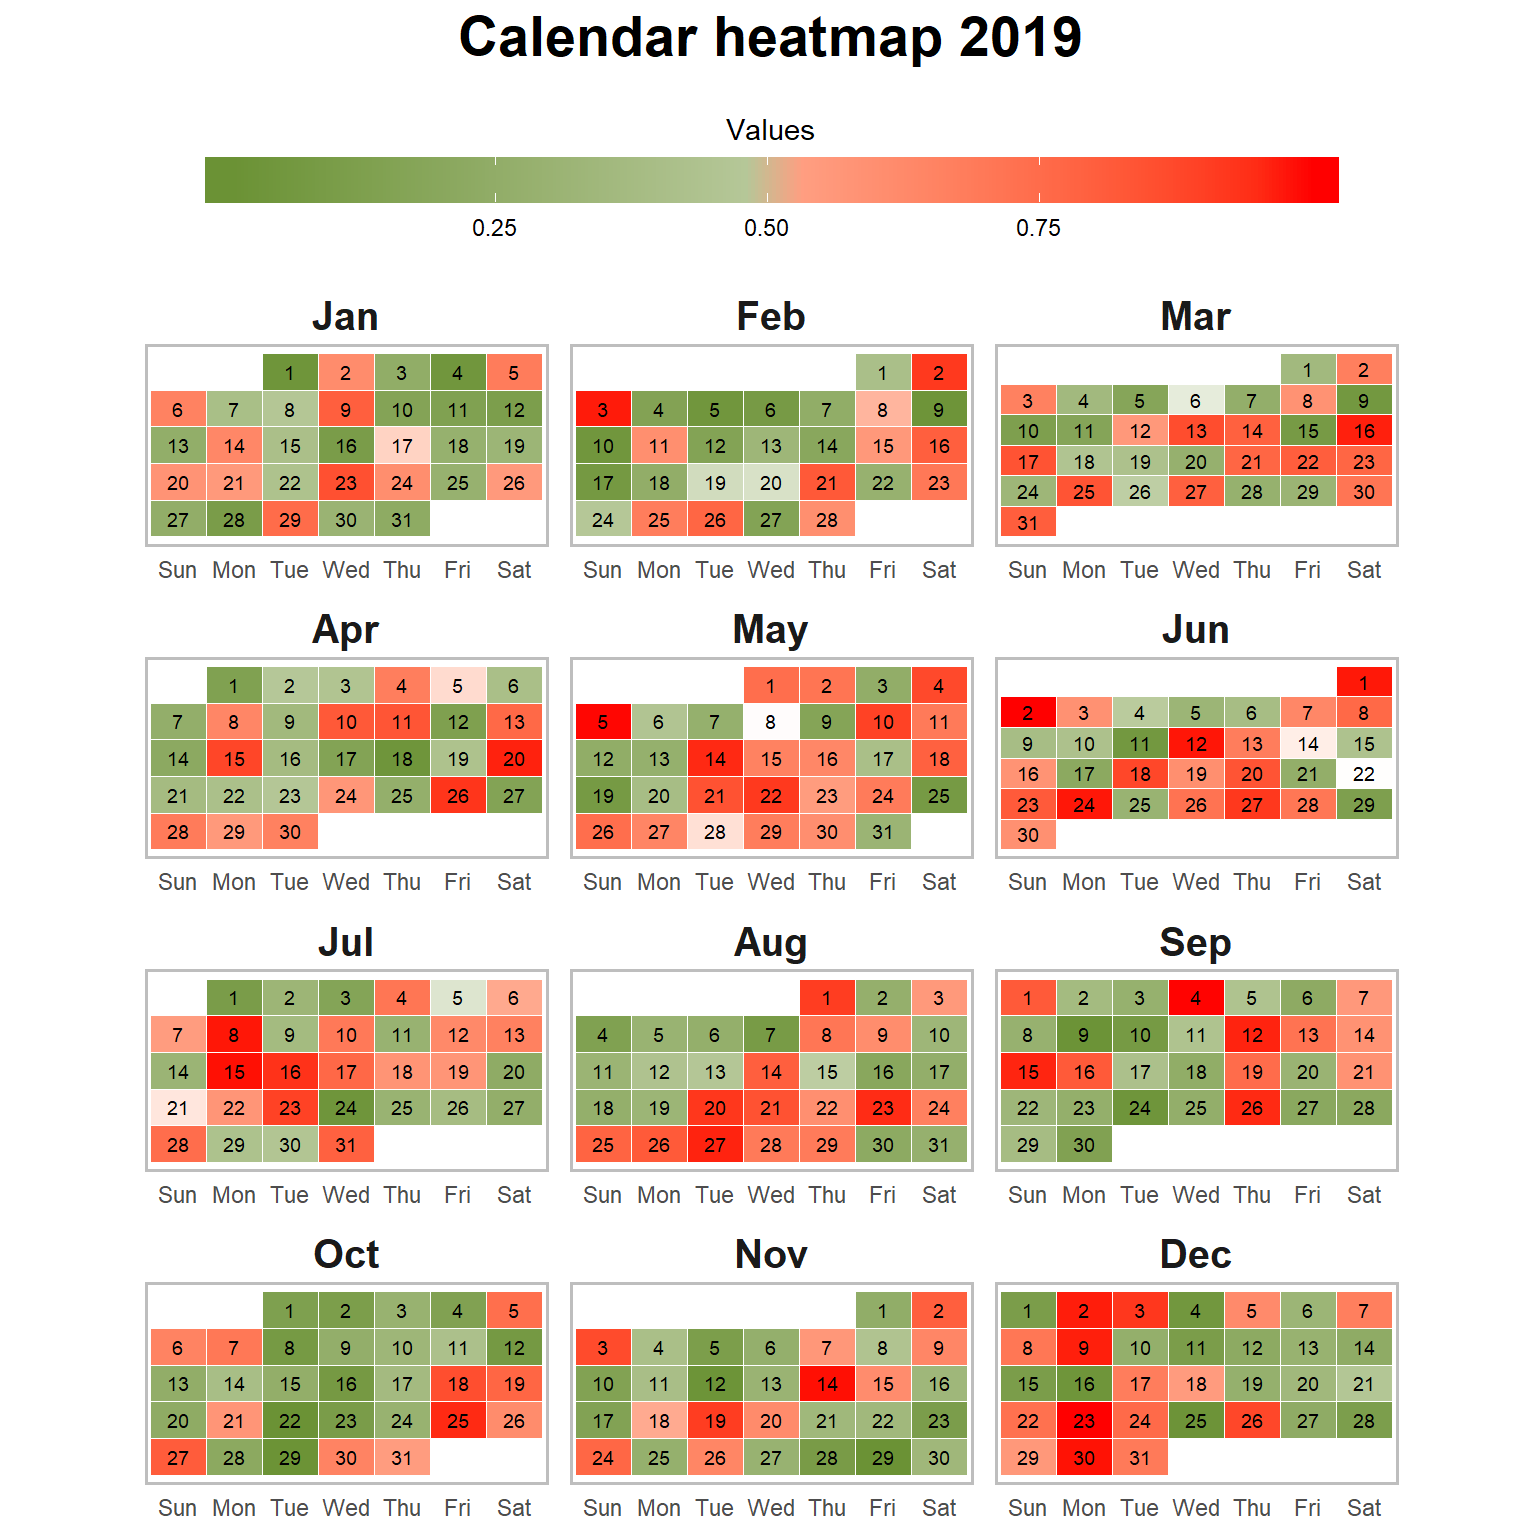 Calendar heatmap 2019
Values
0.25 0.50 0.75
Jan Feb Mar
1 2 3 4 5
6 7 8 9 10 11 12
13 14 15 16 17 18 19
20 21 22 23 24 25 26
27 28 29 30 31
Sun Mon Tue Wed Thu Fri Sat
1 2
3 4 5 6 7 8 9
10 11 12 13 14 15 16
17 18 19 20 21 22 23
24 25 26 27 28
Sun Mon Tue Wed Thu Fri Sat
1 2
3 4 5 6 7 8 9
10 11 12 13 14 15 16
17 18 19 20 21 22 23
24 25 26 27 28 29 30
31
Sun Mon Tue Wed Thu Fri Sat
Apr May Jun
1 2 3 4 5 6
7 8 9 10 11 12 13
14 15 16 17 18 19 20
21 22 23 24 25 26 27
28 29 30
Sun Mon Tue Wed Thu Fri Sat
1 2 3 4
5 6 7 8 9 10 11
12 13 14 15 16 17 18
19 20 21 22 23 24 25
26 27 28 29 30 31
Sun Mon Tue Wed Thu Fri Sat
1
2 3 4 5 6 7 8
9 10 11 12 13 14 15
16 17 18 19 20 21 22
23 24 25 26 27 28 29
30
Sun Mon Tue Wed Thu Fri Sat
Jul Aug Sep
1 2 3 4 5 6
7 8 9 10 11 12 13
14 15 16 17 18 19 20
21 22 23 24 25 26 27
28 29 30 31
Sun Mon Tue Wed Thu Fri Sat
1 2 3
4 5 6 7 8 9 10
11 12 13 14 15 16 17
18 19 20 21 22 23 24
25 26 27 28 29 30 31
Sun Mon Tue Wed Thu Fri Sat
1 2 3 4 5 6 7
8 9 10 11 12 13 14
15 16 17 18 19 20 21
22 23 24 25 26 27 28
29 30
Sun Mon Tue Wed Thu Fri Sat
Oct Nov Dec
1 2 3 4 5
6 7 8 9 10 11 12
13 14 15 16 17 18 19
20 21 22 23 24 25 26
27 28 29 30 31
Sun Mon Tue Wed Thu Fri Sat
1 2
3 4 5 6 7 8 9
10 11 12 13 14 15 16
17 18 19 20 21 22 23
24 25 26 27 28 29 30
Sun Mon Tue Wed Thu Fri Sat
1 2 3 4 5 6 7
8 9 10 11 12 13 14
15 16 17 18 19 20 21
22 23 24 25 26 27 28
29 30 31
Sun Mon Tue Wed Thu Fri Sat